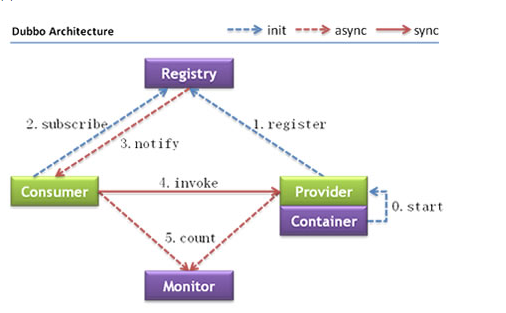 Dubbo Architecture
init
async
sync
Registry
2. subscribe
1. register
3. notify
Consumer
4. invoke
Provider
0. start
Container
5. count
Monitor